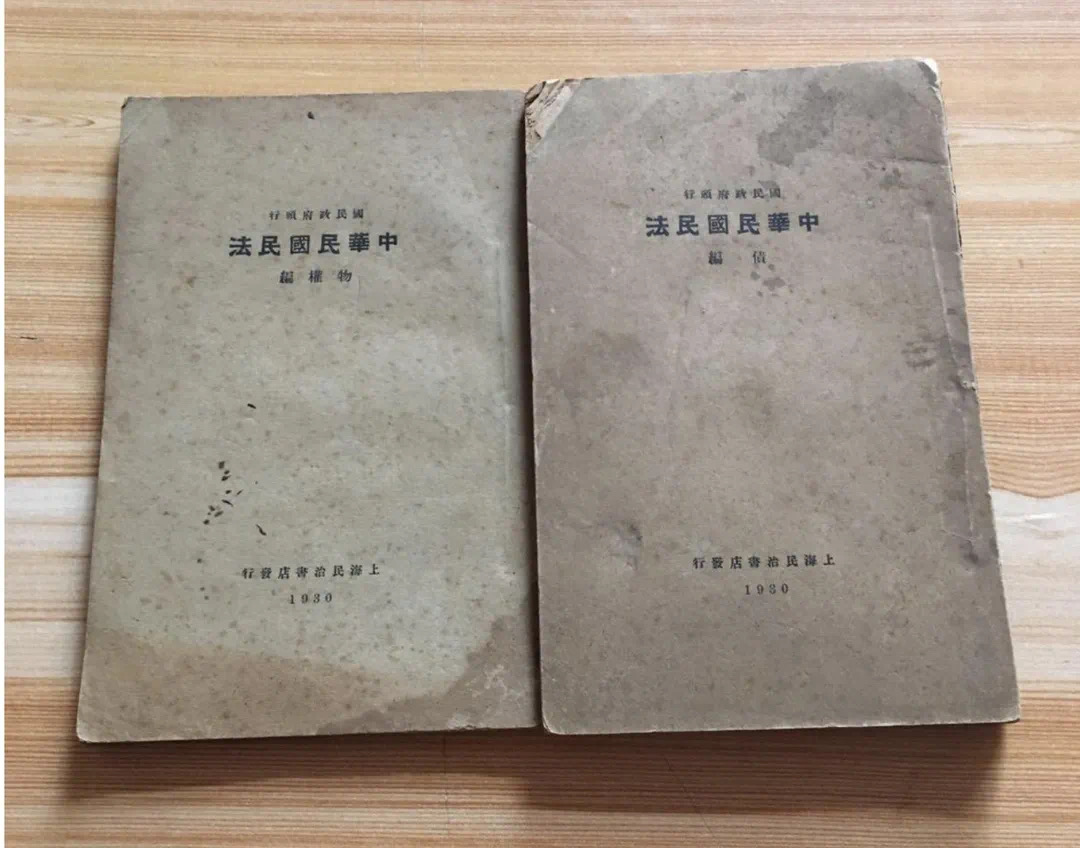 國民政府頒行
中華民國民法
物權編
上海民治書店發行
1930
國民政府頒行
中華民國民法
債編
上海民治書店發行
1930